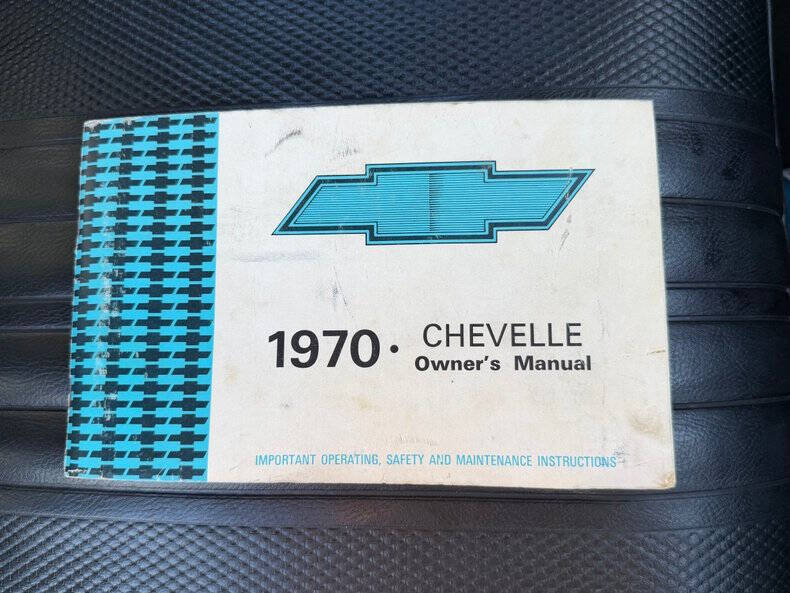 1970 · CHEVELLE
Owner's Manual
IMPORTANT OPERATING, SAFETY AND MAINTENANCE INSTRUCTIONS